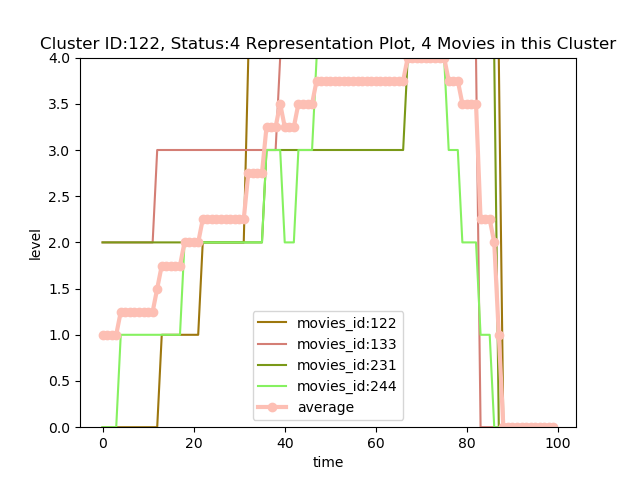 Cluster ID:122, Status:4 Representation Plot, 4 Movies in this Cluster
4.0
3.5
3.0
2.5
2.0
1.5
1.0
0.5
0.0
level
movies_id:122
movies_id:133
movies_id:231
movies_id:244
average
0 20 40 60 80 100
time